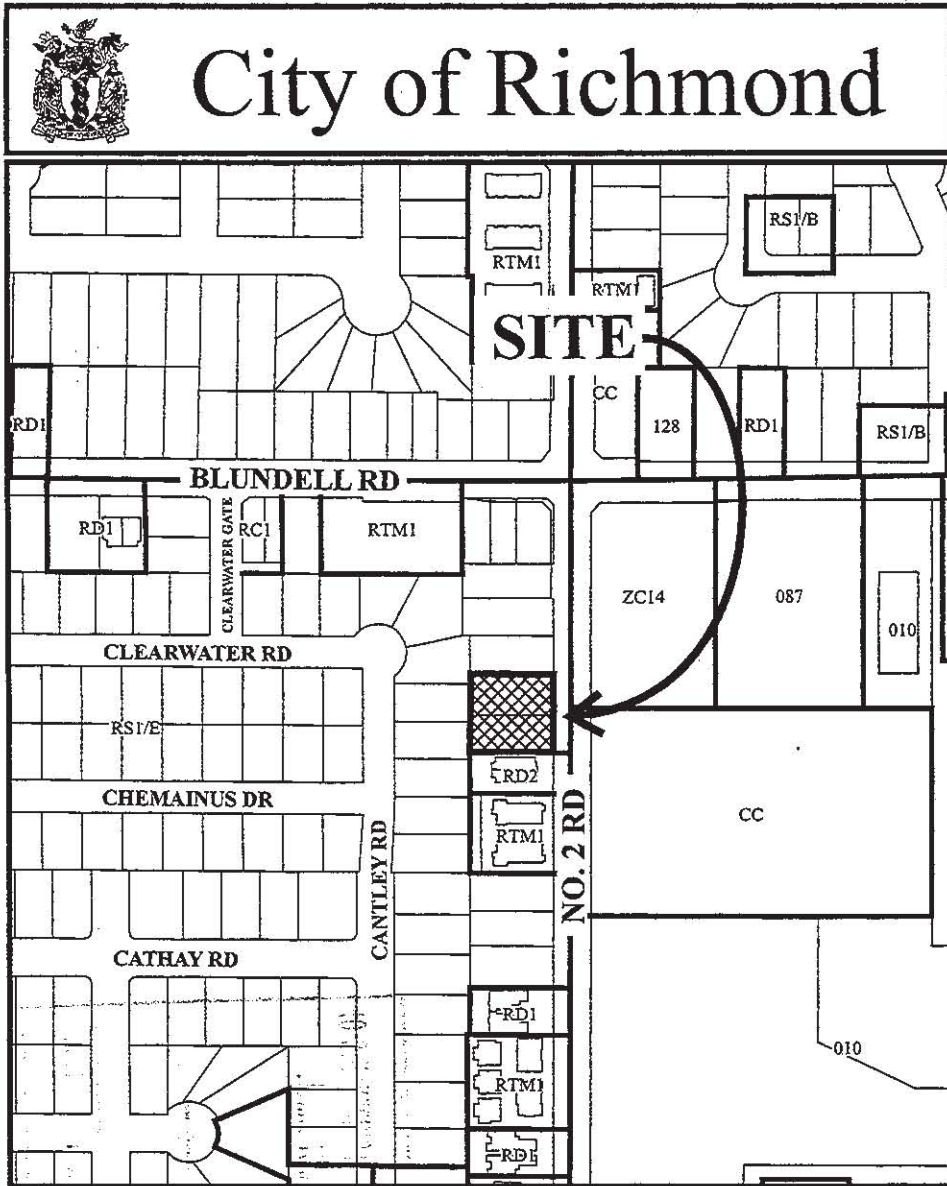 City of Richmond
RS1/B
RTM1
RTM1
SITE
CC
128
RD1
RS1/B
RD1
BLUNDELL RD
RD1
CLEARWATER GATE
RC1
RTM1
ZC14
087
010
CLEARWATER RD
RS1/E
RD2
CHEMAINUS DR
RTM1
CC
CANTLEY RD
NO. 2 RD
CATHAY RD
RD1
010
RTM1
RD1